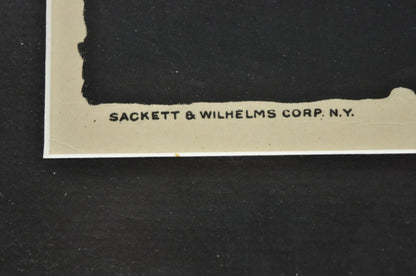 SACKETT & WILHELMS CORP. N.Y.